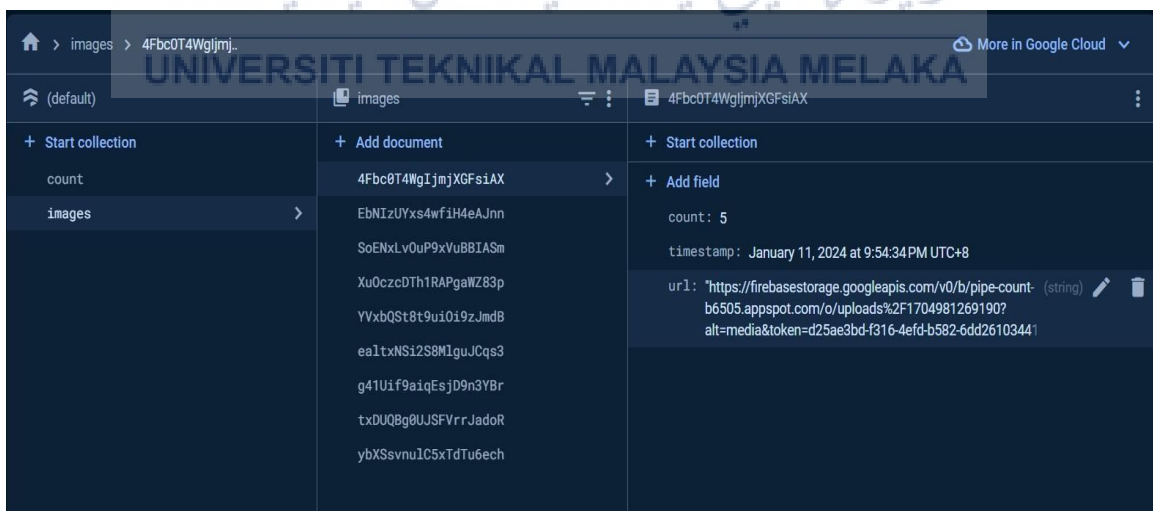 images > 4Fbc0T4WgIjmj..
More in Google Cloud
UNIVERSITI TEKNIKAL MALAYSIA MELAKA
(default)
images
4Fbc0T4WgIjmjXGFsiAX
+ Start collection
+ Add document
+ Start collection
count
4Fbc0T4WgIjmjXGFsiAX
+ Add field
images
EbNIzUYxs4wfiH4eAJnn
count: 5
SoENxLvOuP9xVuBBIASm
timestamp: January 11, 2024 at 9:54:34 PM UTC+8
XuOczcDTh1RAPgaWZ83p
url: "https://firebasestorage.googleapis.com/v0/b/pipe-count- (string)
b6505.appspot.com/o/uploads%2F1704981269190?
alt=media&token=d25ae3bd-f316-4efd-b582-6dd26103441
YVxbQSt8t9uiOi9zJmdB
ealtxNSi2S8MlguJCqs3
g41Uif9aiqEsjD9n3YBr
txDUQBg0UJSFVrrJadoR
ybXSsvnulC5xTdTu6ech